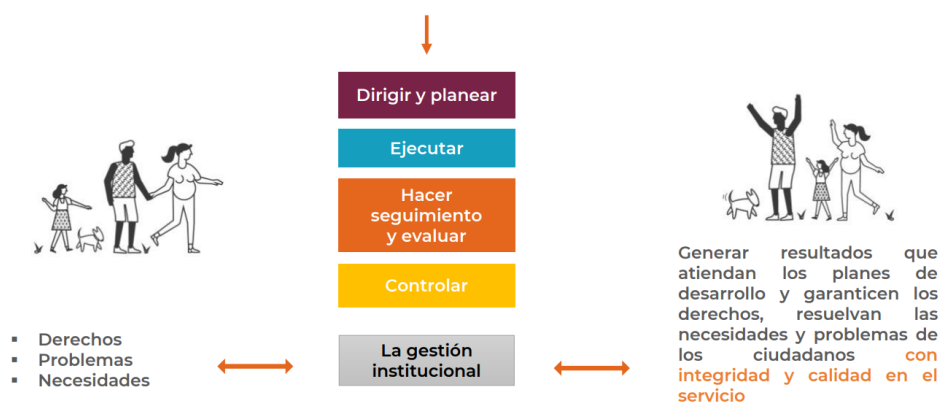 Dirigir y planear
Ejecutar
Hacer
seguimiento
y evaluar
Controlar
La gestión
institucional
▪ Derechos
▪ Problemas
▪ Necesidades
Generar resultados que
atiendan los planes de
desarrollo y garanticen los
derechos, resuelvan las
necesidades y problemas de
los ciudadanos con
integridad y calidad en el
servicio